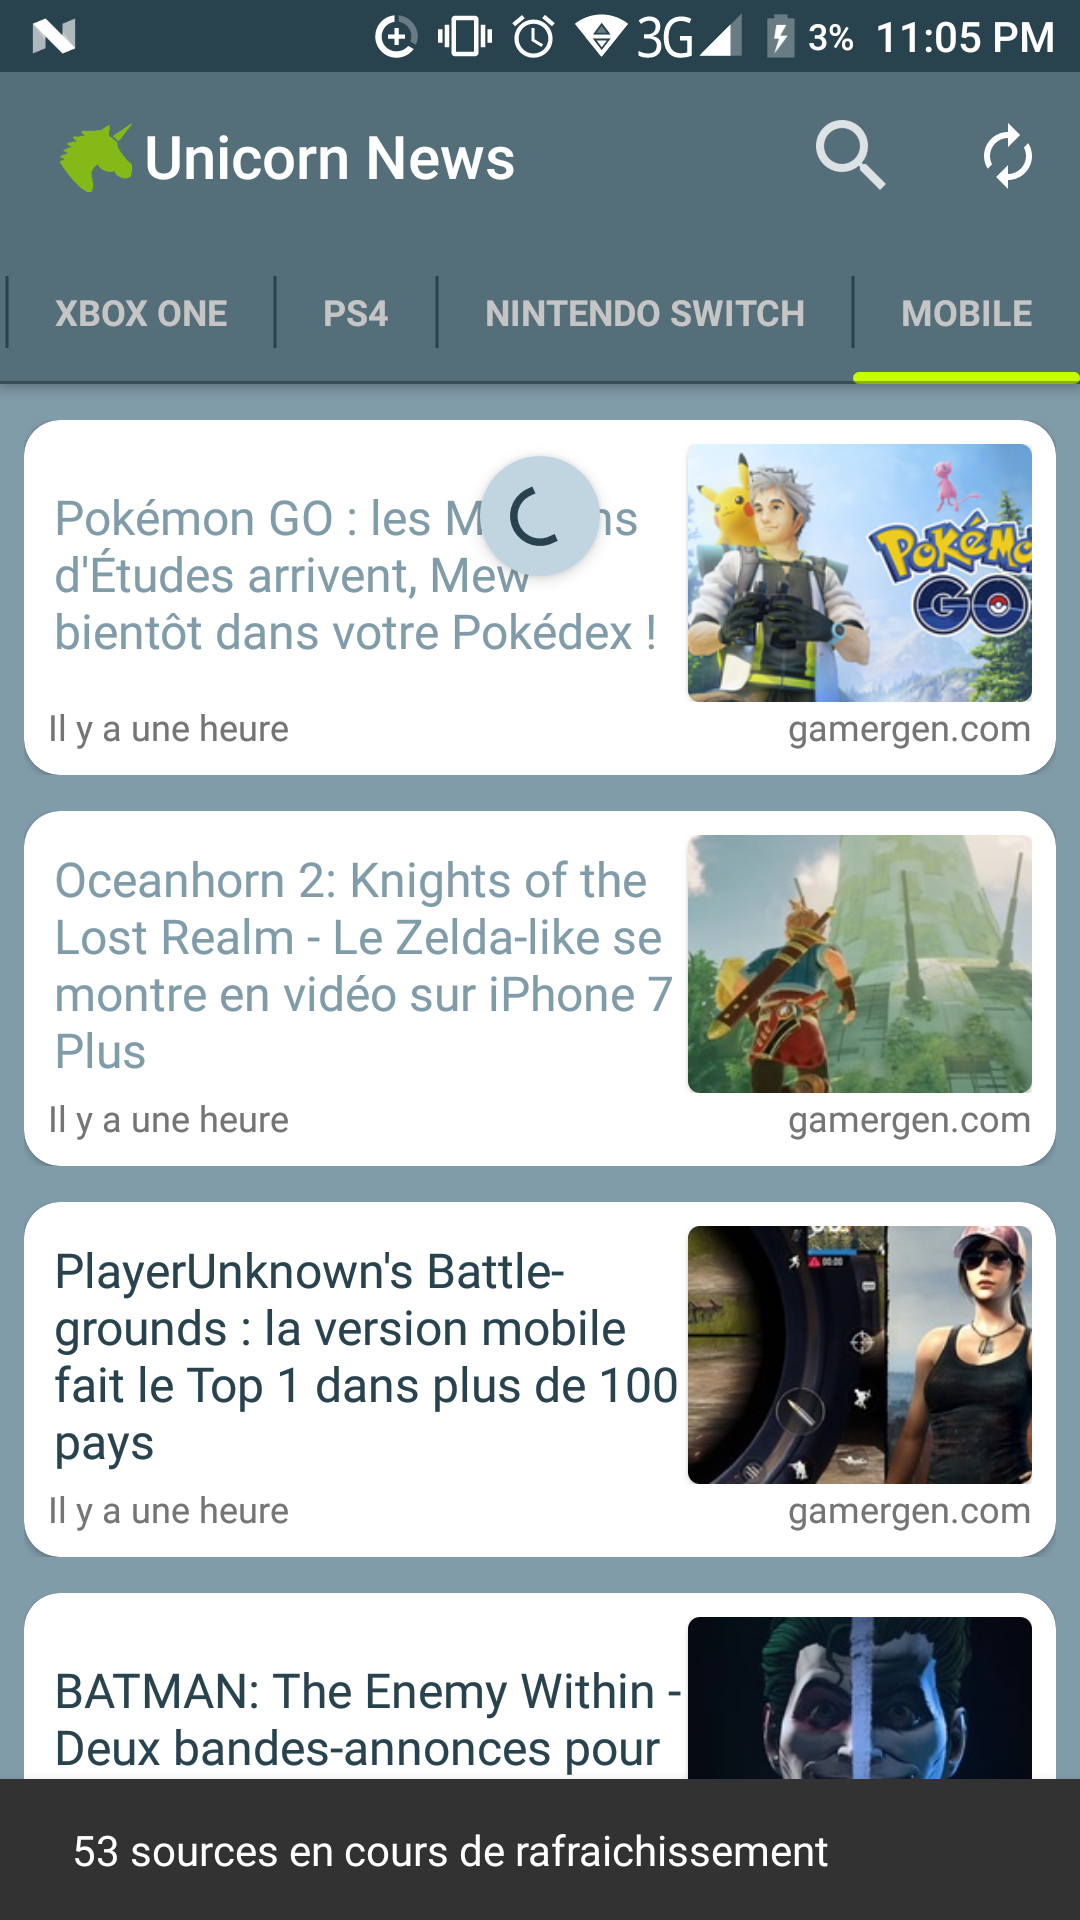 3G 3% 11:05 PM
Unicorn News
XBOX ONE PS4 NINTENDO SWITCH MOBILE
Pokémon GO : les M ns
d'Études arrivent, Mew
bientôt dans votre Pokédex !
Il y a une heure gamergen.com
POKÉMO
GO
Oceanhorn 2: Knights of the
Lost Realm - Le Zelda-like se
montre en vidéo sur iPhone 7
Plus
Il y a une heure gamergen.com
PlayerUnknown's Battle-
grounds : la version mobile
fait le Top 1 dans plus de 100
pays
Il y a une heure gamergen.com
00:00
BATMAN: The Enemy Within -
Deux bandes-annonces pour
53 sources en cours de rafraichissement